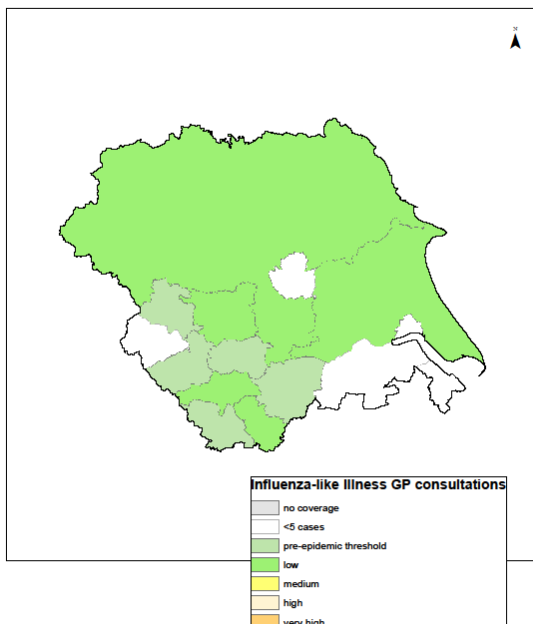 N
Influenza-like Illness GP consultations
no coverage
<5 cases
pre-epidemic threshold
low
medium
high
very high